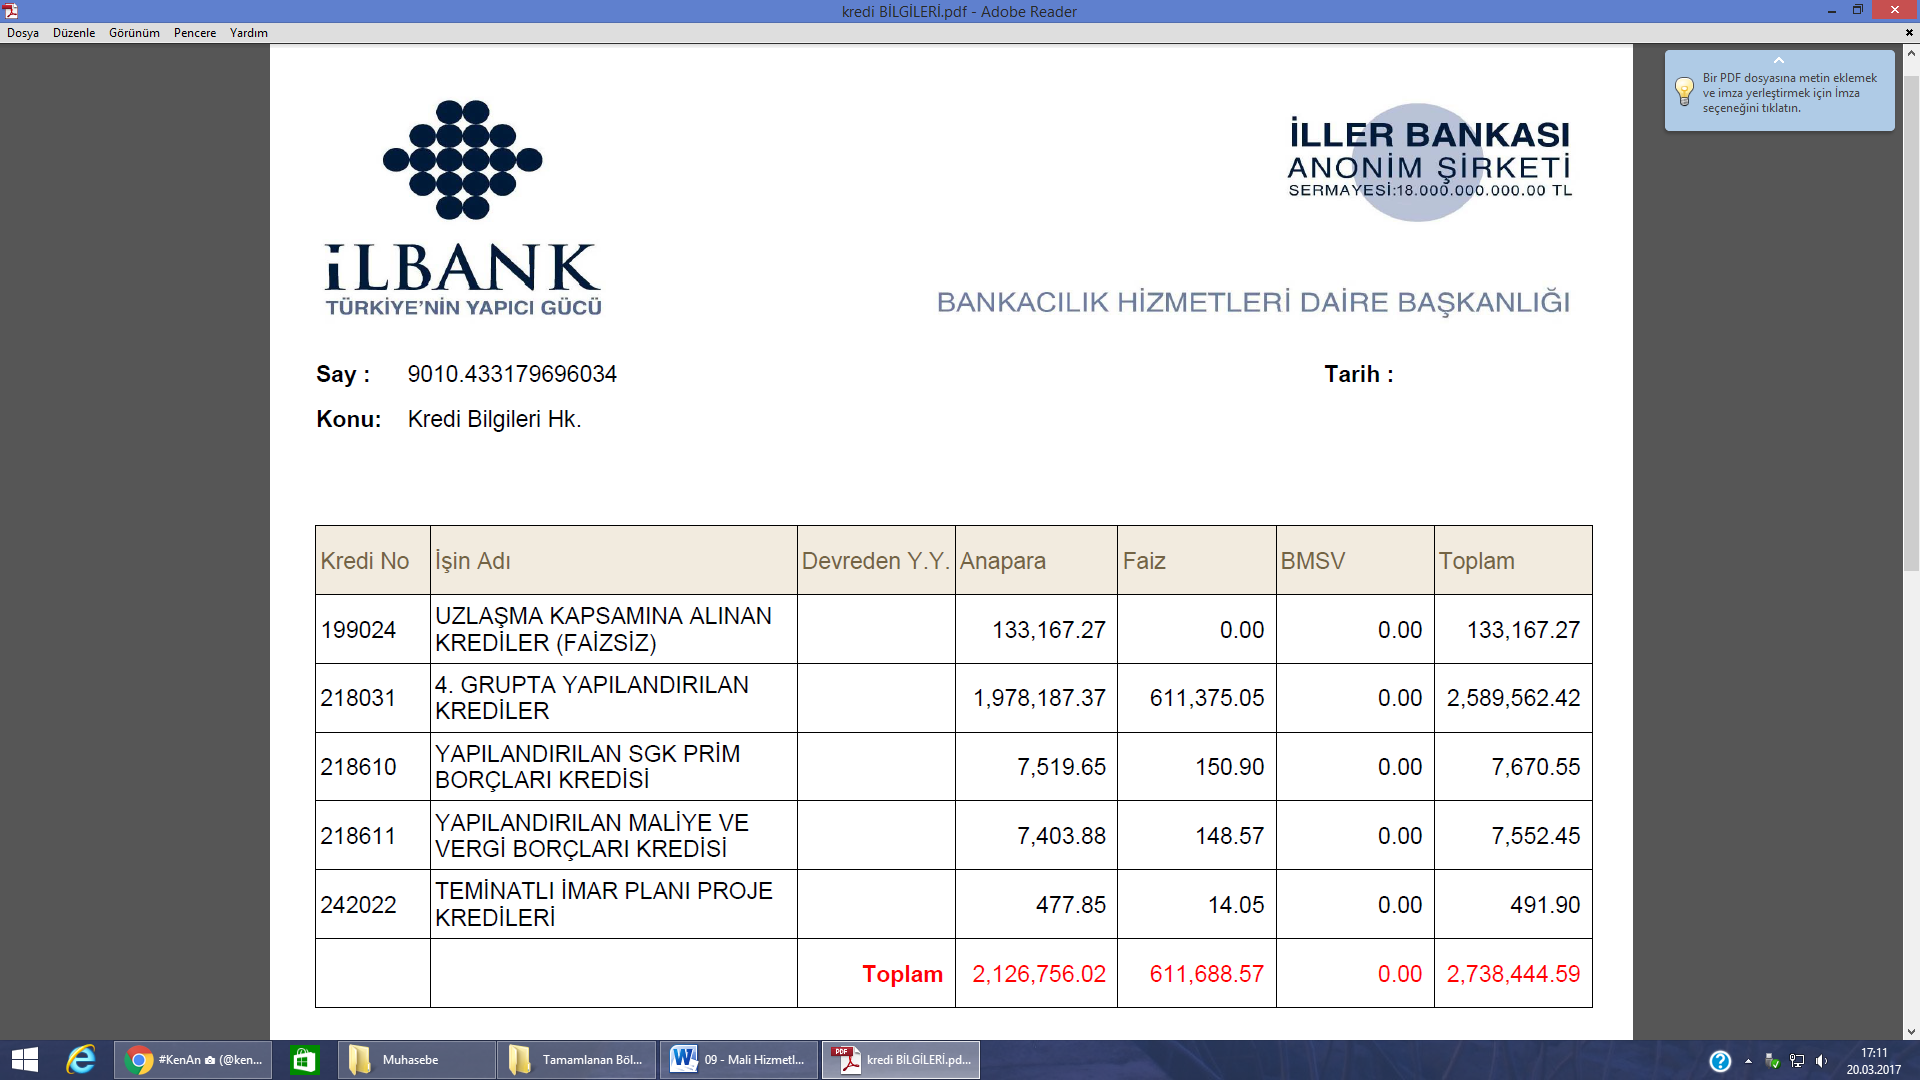 kredi BİLGİLERİ.pdf - Adobe Reader
Dosya Düzenle Görünüm Pencere Yardım
Bir PDF dosyasına metin eklemek
ve imza yerleştirmek için İmza
seçeneğini tıklatın.
İLLER BANKASI
ANONİM ŞİRKETİ
SERMAYESİ:18.000.000.000.00 TL
İLBANK
TÜRKİYE'NİN YAPICI GÜCÜ
BANKACILIK HİZMETLERİ DAİRE BAŞKANLIĞI
Say : 9010.433179696034 Tarih :
Konu: Kredi Bilgileri Hk.
Kredi No İşin Adı Devreden Y.Y. Anapara Faiz BMSV Toplam
199024 UZLAŞMA KAPSAMINA ALINAN
KREDİLER (FAİZSİZ) 133,167.27 0.00 0.00 133,167.27
218031 4. GRUPTA YAPILANDIRILAN
KREDİLER 1,978,187.37 611,375.05 0.00 2,589,562.42
218610 YAPILANDIRILAN SGK PRİM
BORÇLARI KREDİSİ 7,519.65 150.90 0.00 7,670.55
218611 YAPILANDIRILAN MALİYE VE
VERGİ BORÇLARI KREDİSİ 7,403.88 148.57 0.00 7,552.45
242022 TEMİNATLI İMAR PLANI PROJE
KREDİLERİ 477.85 14.05 0.00 491.90
Toplam 2,126,756.02 611,688.57 0.00 2,738,444.59
#KenAn (@ken... Muhasebe Tamamlanan Böl... 09 - Mali Hizmetl... kredi BİLGİLERİ.pd...
17:11
20.03.2017